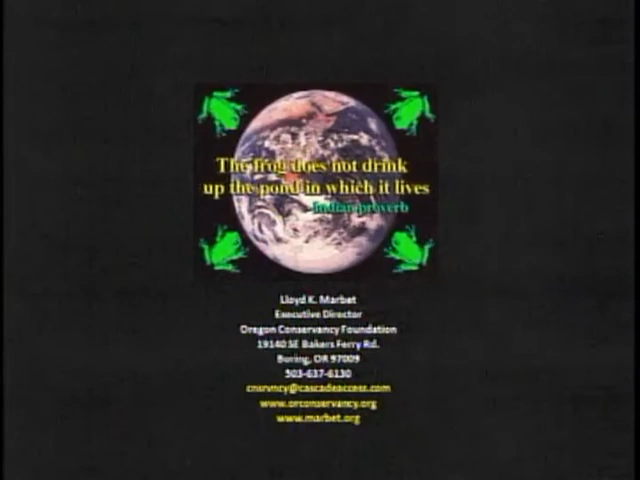 The frog does not drink
up the pond in which it lives
- Indian proverb
Lloyd K. Marbet
Executive Director
Oregon Conservancy Foundation
19140 SE Bakers Ferry Rd.
Boring, OR 97009
503-637-6130
cnsrvncy@cascadeaccess.com
www.orconservancy.org
www.marbet.org